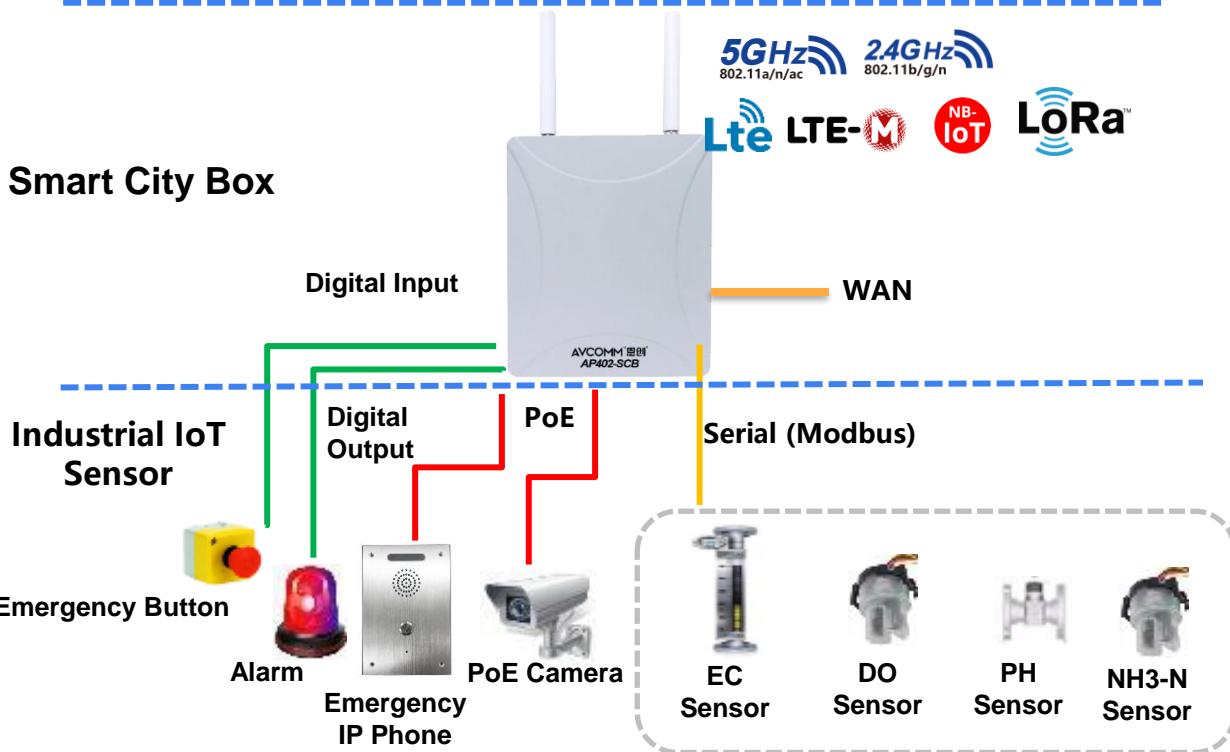 5GHz
802.11a/n/ac
2.4GHz
802.11b/g/n
Lte
LTE-M
NB-
IoT
LoRa™
Smart City Box
Digital Input
WAN
AVCOMM 思创
AP402-SCB
Industrial IoT
Sensor
Digital
Output
PoE
Serial (Modbus)
Emergency Button
Alarm
Emergency
IP Phone
PoE Camera
EC
Sensor
DO
Sensor
PH
Sensor
NH3-N
Sensor